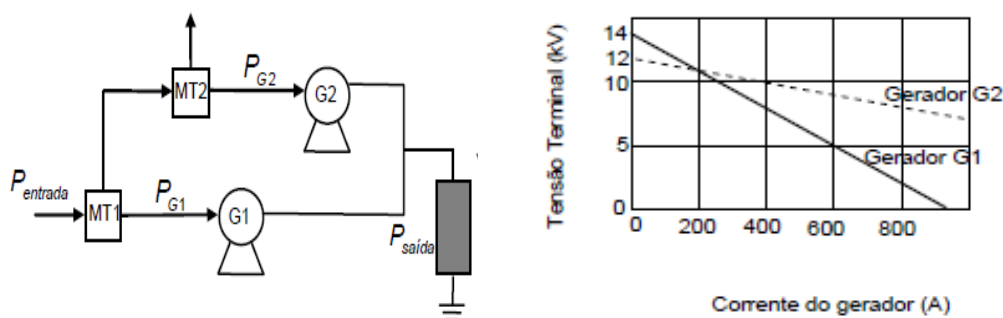 MT2
P_G2
G2
P_entrada
MT1
P_G1
G1
P_saída
Tensão Terminal (kV)
14
12
10
5
0
0
200
400
600
800
Gerador G2
Gerador G1
Corrente do gerador (A)